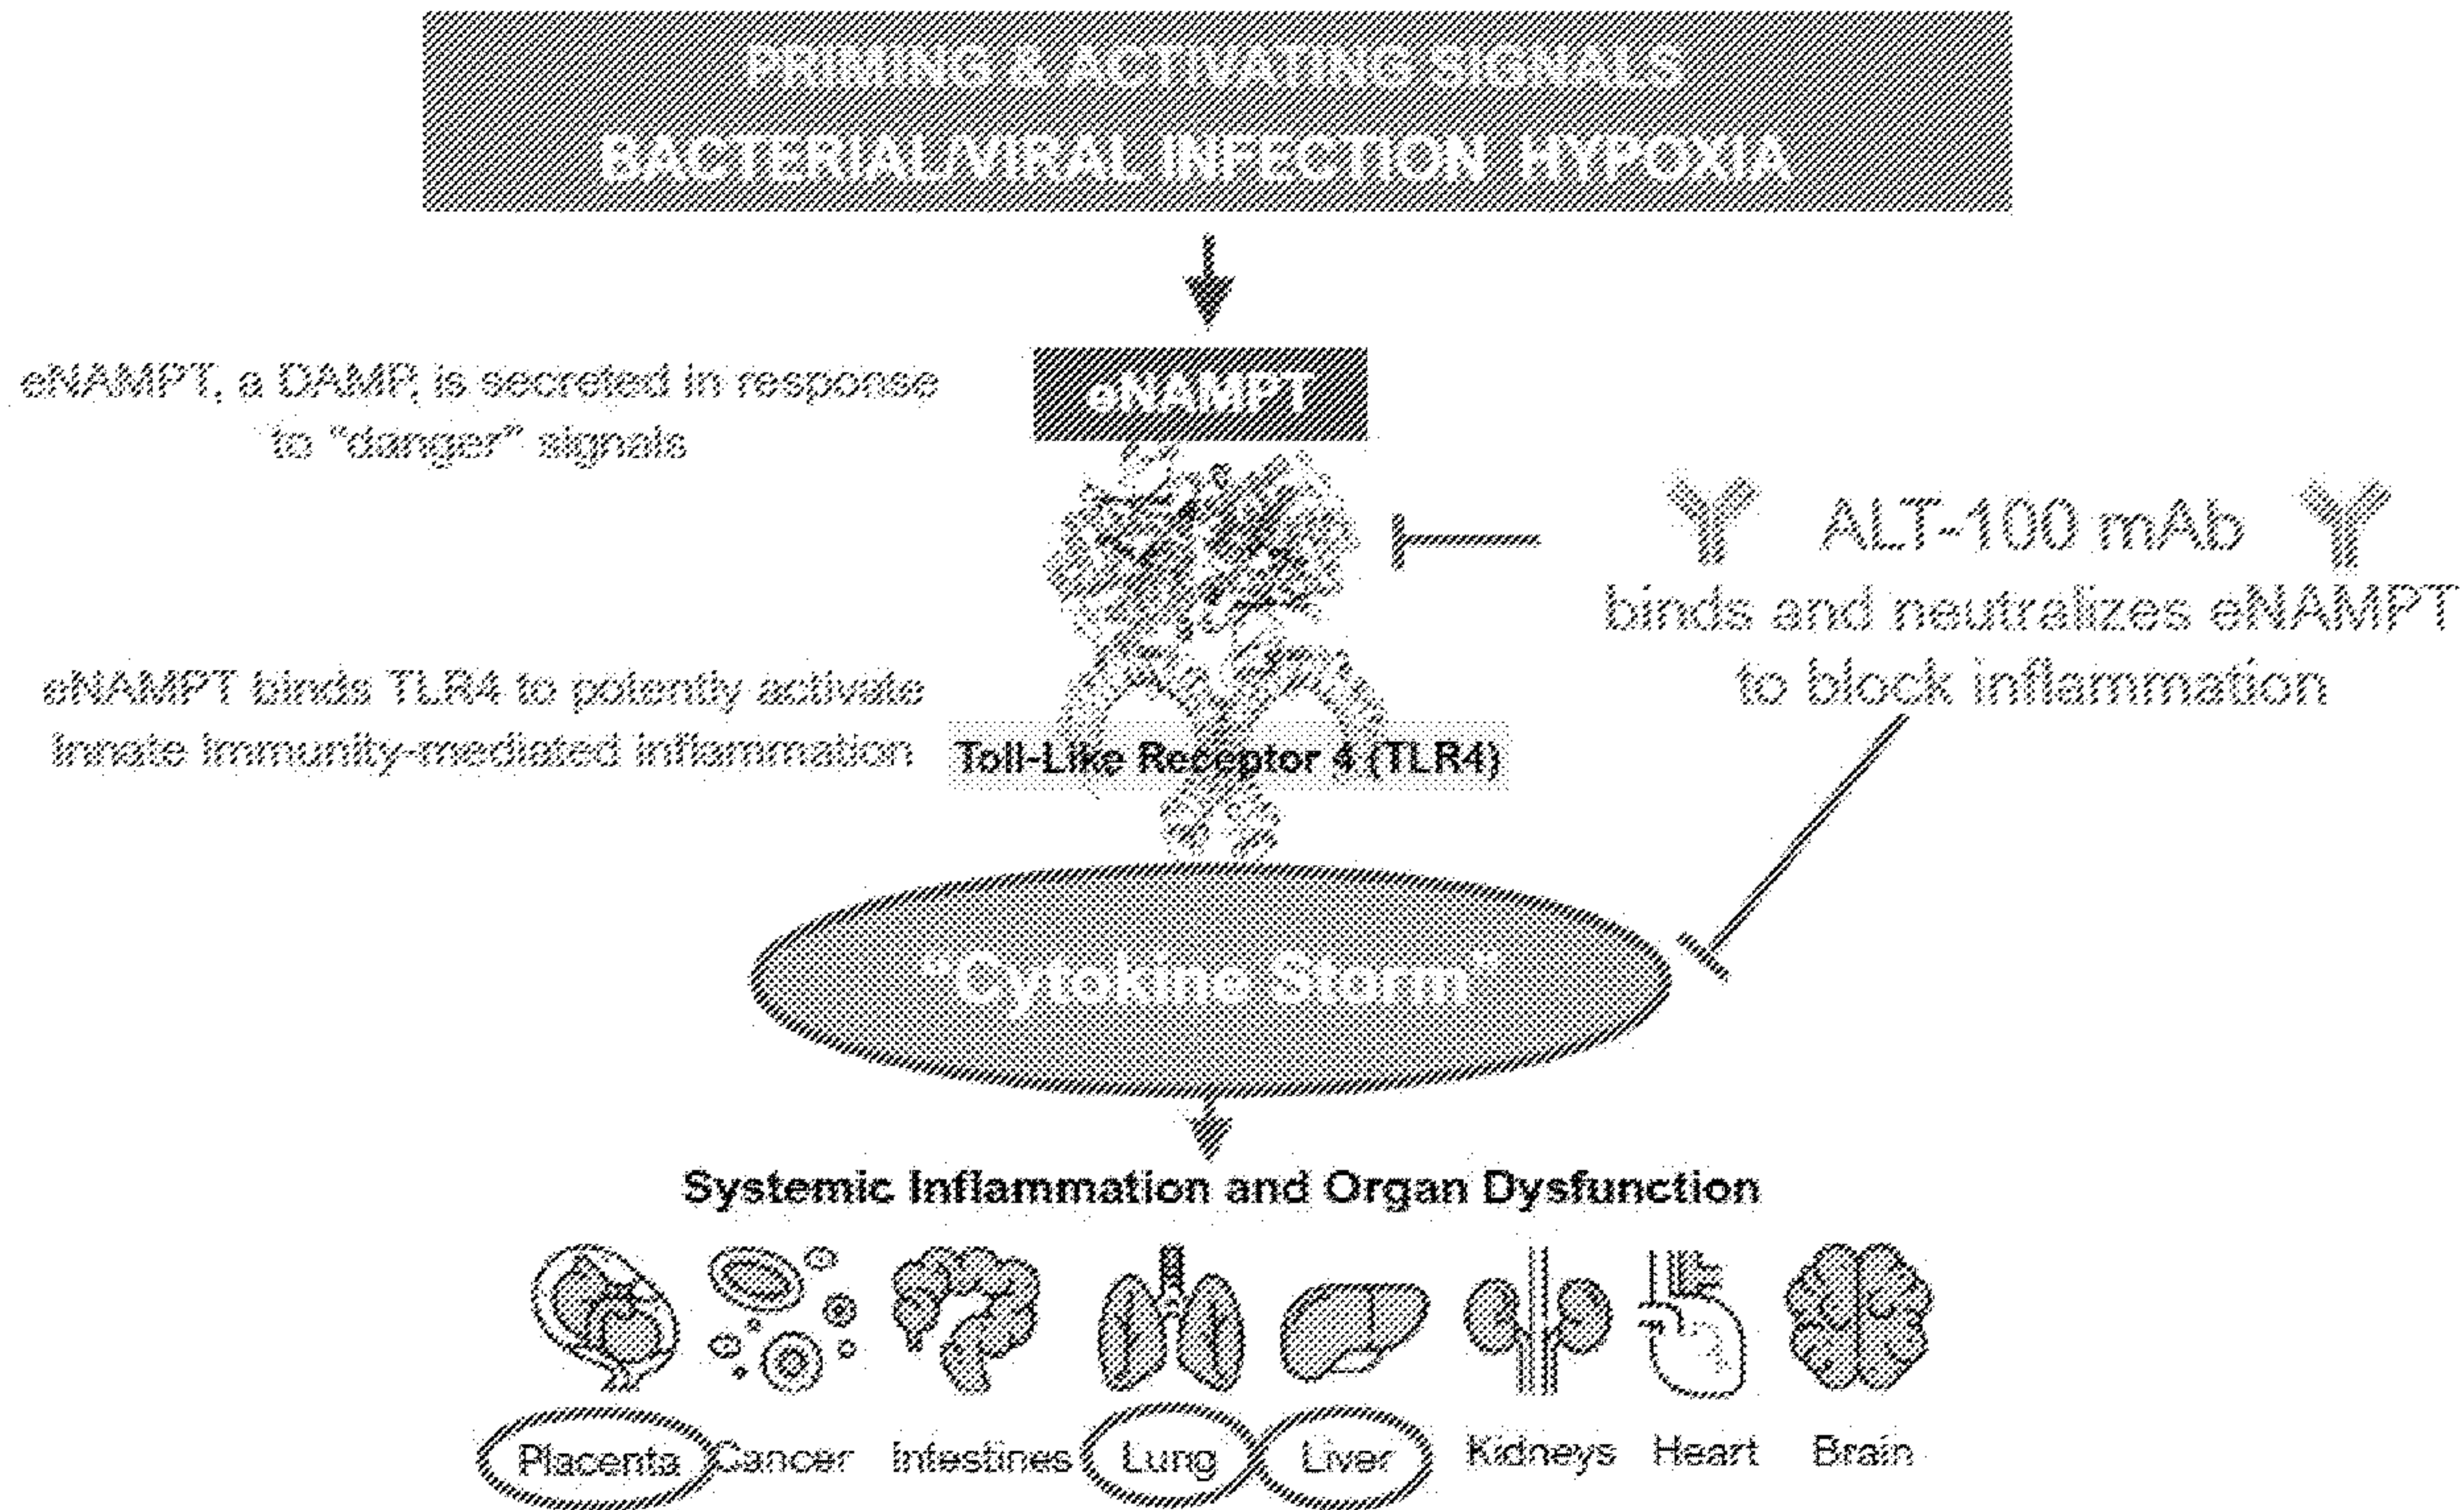 PRIMING & ACTIVATING SIGNALS
BACTERIAL/VIRAL INFECTION HYPOXIA
eNAMPT, a DAMP, is secreted in response
to "danger" signals
eNAMPT
ALT-100 mAb
binds and neutralizes eNAMPT
to block inflammation
eNAMPT binds TLR4 to potently activate
Innate Immunity-mediated inflammation
Toll-Like Receptor 4 (TLR4)
"Cytokine Storm"
Systemic Inflammation and Organ Dysfunction
Placenta Cancer Intestines Lung Liver Kidneys Heart Brain